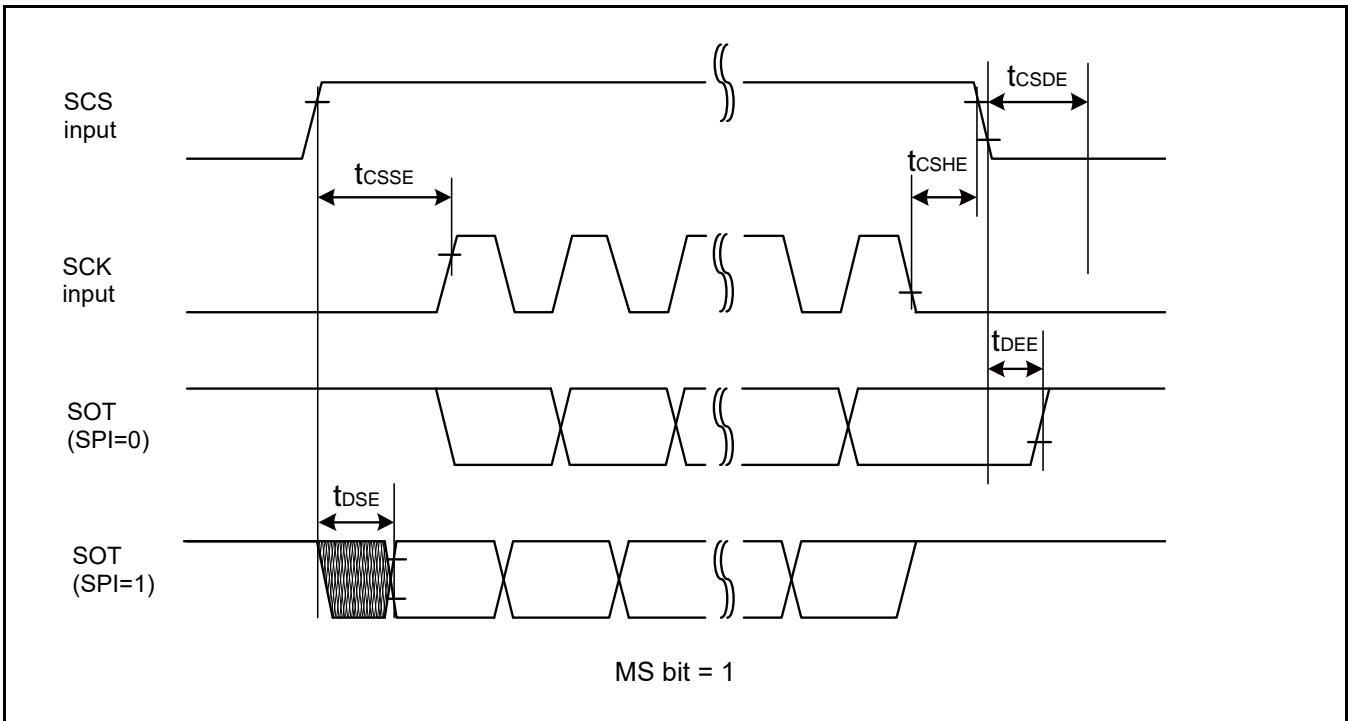 SCS
input
tCSDE
tCSSE
tCSHE
SCK
input
tDEE
SOT
(SPI=0)
tDSE
SOT
(SPI=1)
MS bit = 1